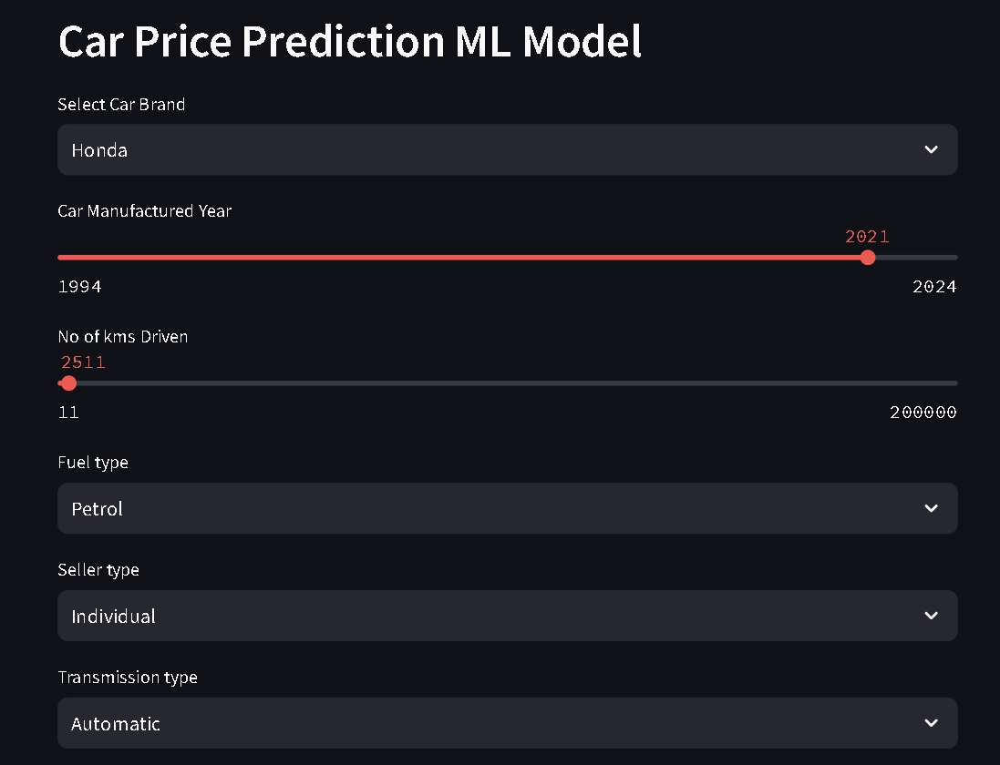 Car Price Prediction ML Model
Select Car Brand
Honda
Car Manufactured Year
2021
1994 2024
No of kms Driven
2511
11 200000
Fuel type
Petrol
Seller type
Individual
Transmission type
Automatic